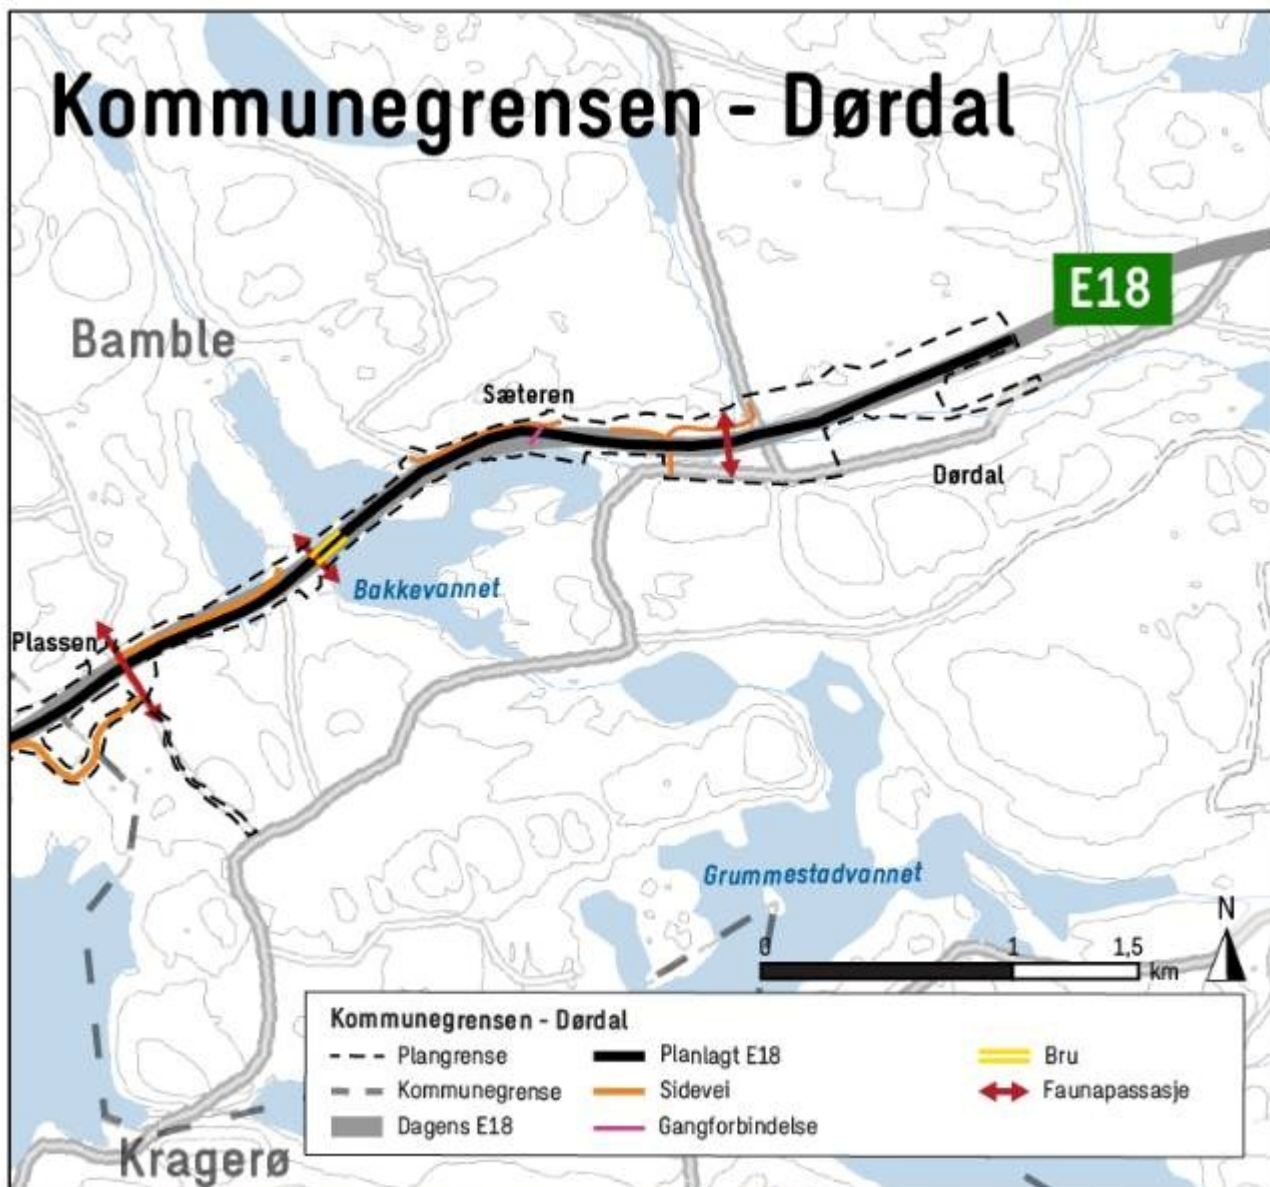 Kommunegrensen - Dørdal
E18
Bamble
Sæteren
Dørdal
Bakkevannet
Plassen
Grummestadvannet
N
0 1 1,5
km
Kommunegrensen - Dørdal
Plangrense
Kommunegrense
Dagens E18
Planlagt E18
Sidevei
Gangforbindelse
Bru
Faunapassasje
Kragerø